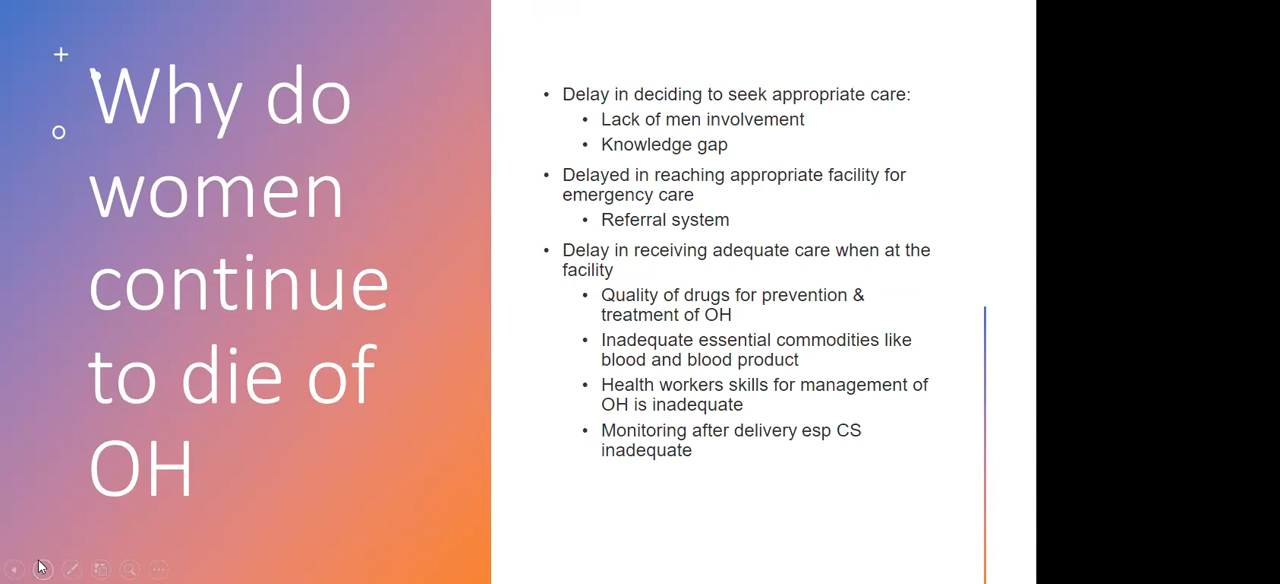 Why do
women
continue
to die of
OH
• Delay in deciding to seek appropriate care:
• Lack of men involvement
• Knowledge gap
• Delayed in reaching appropriate facility for
emergency care
• Referral system
• Delay in receiving adequate care when at the
facility
• Quality of drugs for prevention &
treatment of OH
• Inadequate essential commodities like
blood and blood product
• Health workers skills for management of
OH is inadequate
• Monitoring after delivery esp CS
inadequate